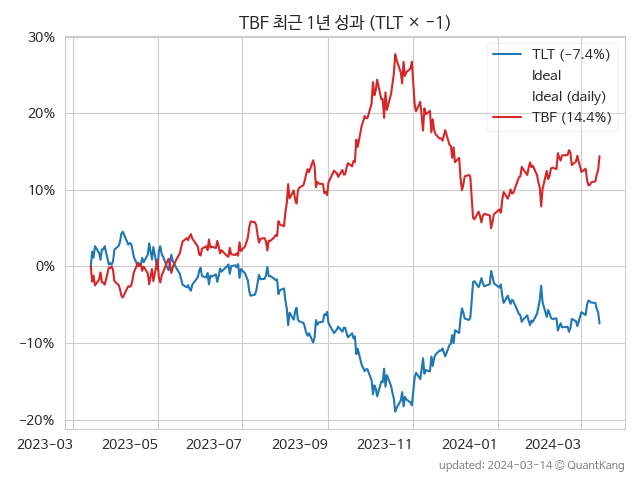 TBF 최근 1년 성과 (TLT × −1)
30%
20%
10%
0%
−10%
−20%
TLT (−7.4%)
Ideal
Ideal (daily)
TBF (14.4%)
2023−03 2023−05 2023−07 2023−09 2023−11 2024−01 2024−03
updated: 2024-03-14 © QuantKang